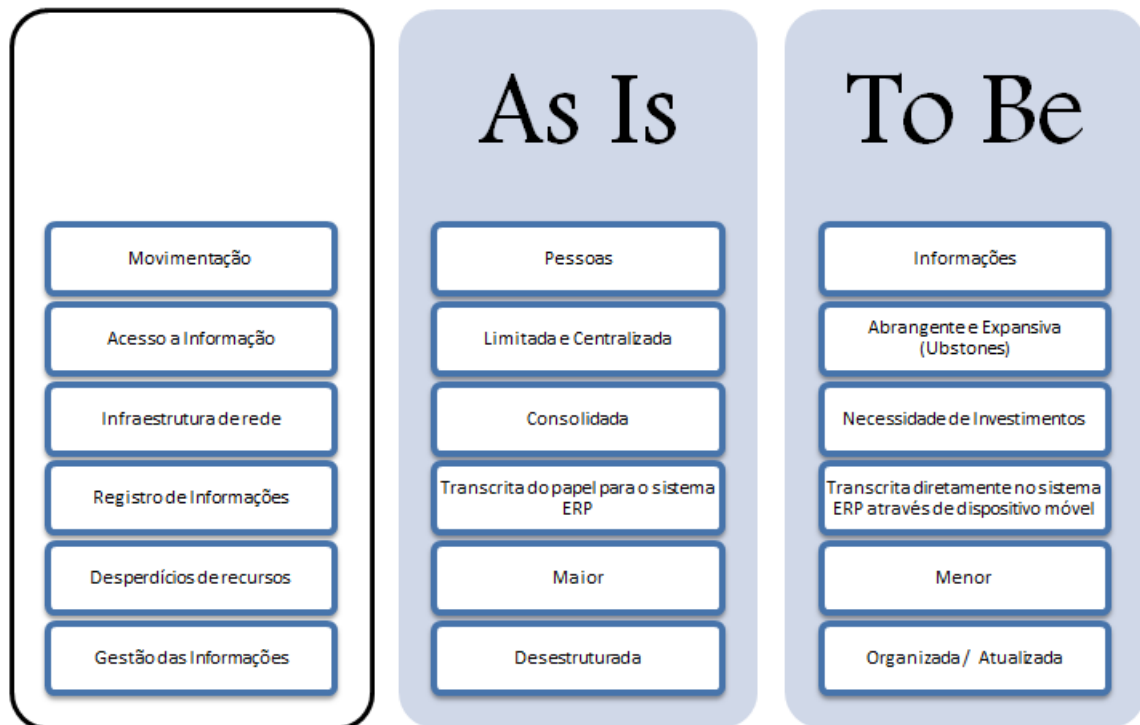 As Is
To Be
Movimentação
Pessoas
Informações
Acesso a Informação
Limitada e Centralizada
Abrangente e Expansiva
(Ubstones)
Infraestrutura de rede
Consolidada
Necessidade de Investimentos
Registro de Informações
Transcrita do papel para o sistema
ERP
Transcrita diretamente no sistema
ERP através de dispositivo móvel
Desperdícios de recursos
Maior
Menor
Gestão das Informações
Desestruturada
Organizada / Atualizada